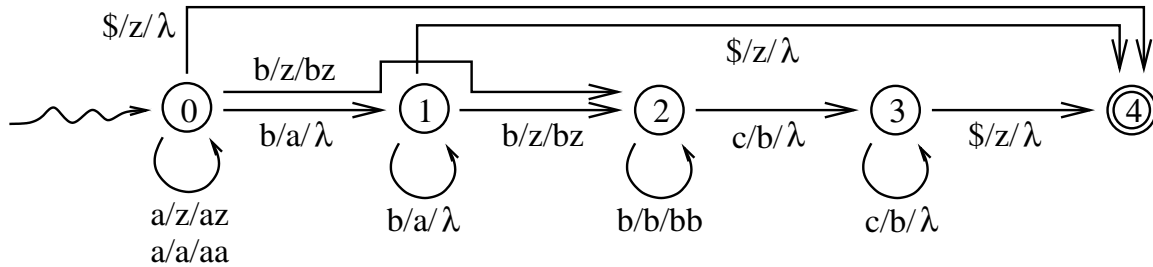 $/z/λ
$/z/λ
b/z/bz
0
1
2
3
4
b/a/λ
b/z/bz
c/b/λ
$/z/λ
a/z/az
a/a/aa
b/a/λ
b/b/bb
c/b/λ